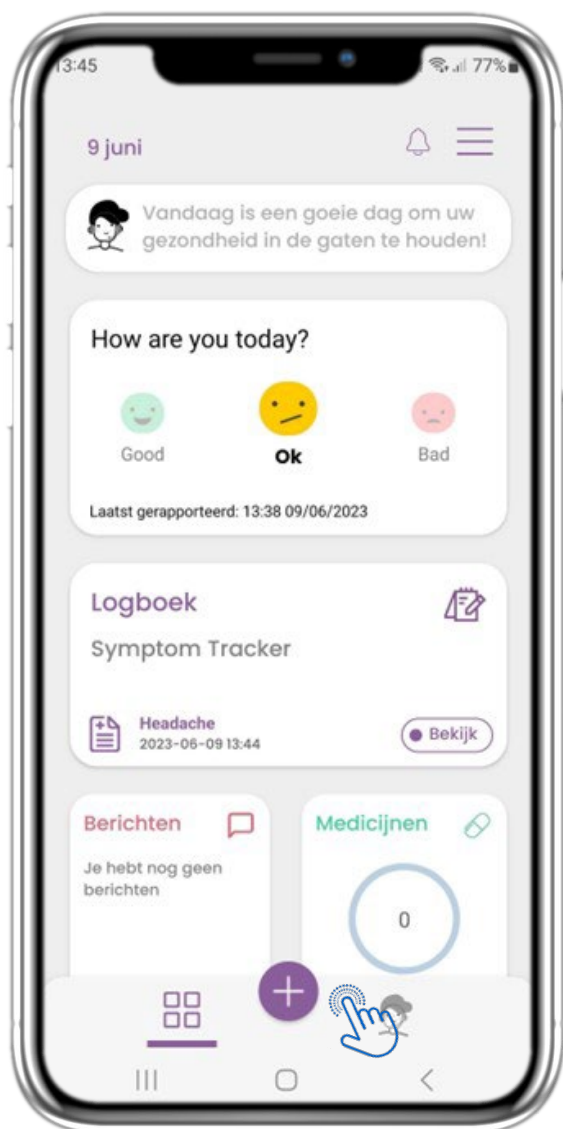 13:45
77%
9 juni
Vandaag is een goeie dag om uw
gezondheid in de gaten te houden!
How are you today?
Good
Ok
Bad
Laatst gerapporteerd: 13:38 09/06/2023
Logboek
Symptom Tracker
Headache
2023-06-09 13:44
Bekijk
Berichten
Medicijnen
Je hebt nog geen
berichten
0